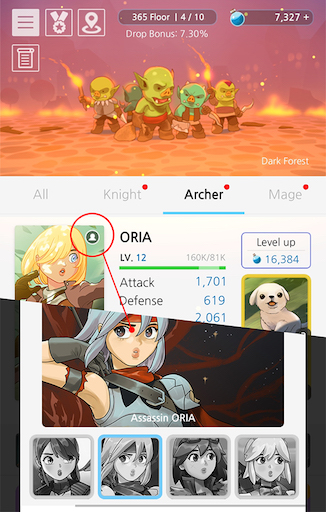 365 Floor | 4 / 10
7,327 +
Drop Bonus: 7.30%
Dark Forest
All
Knight
Archer
Mage
ORIA
LV. 12
160K/81K
Level up
16,384
Attack
1,701
Defense
619
2,061
Assassin ORIA